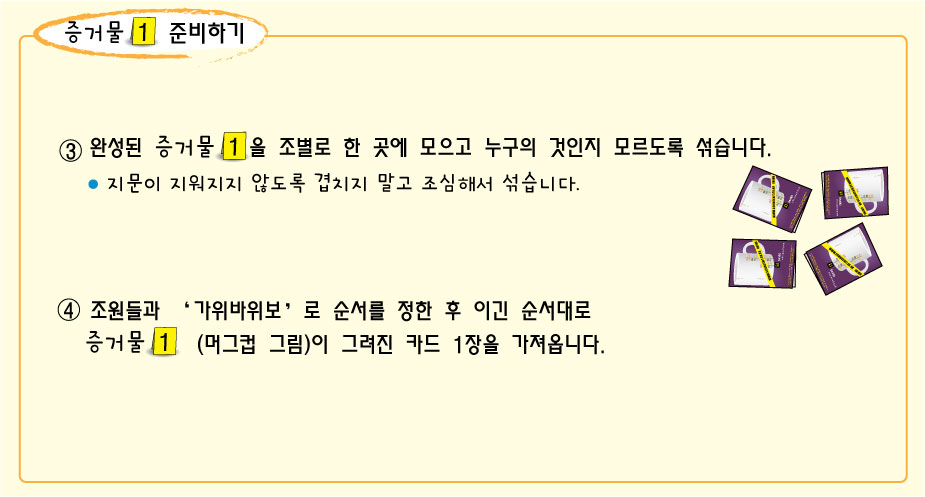 증거물 1 준비하기
③ 완성된 증거물 1 을 조별로 한 곳에 모으고 누구의 것인지 모르도록 섞습니다.
● 지문이 지워지지 않도록 겹치지 말고 조심해서 섞습니다.
④ 조원들과 ‘가위바위보’로 순서를 정한 후 이긴 순서대로
증거물 1 (머그컵 그림)이 그려진 카드 1장을 가져옵니다.